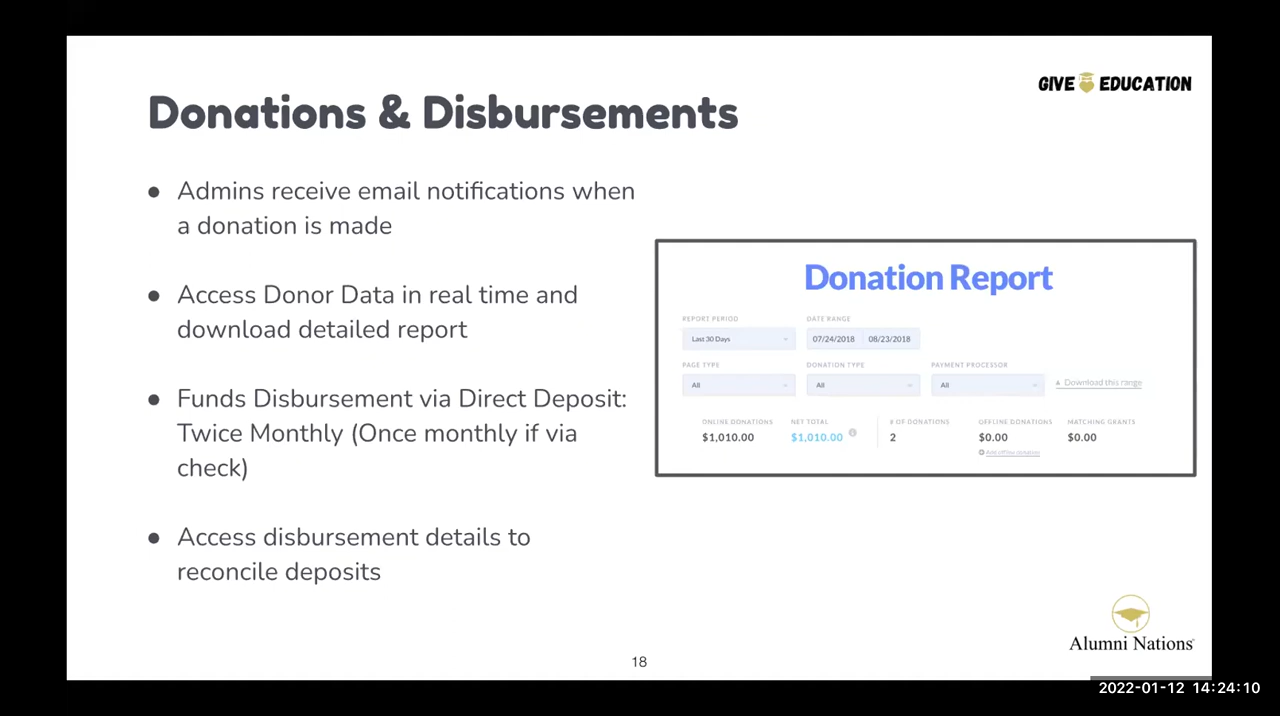 GIVE EDUCATION
Donations & Disbursements
● Admins receive email notifications when
a donation is made
● Access Donor Data in real time and
download detailed report
● Funds Disbursement via Direct Deposit:
Twice Monthly (Once monthly if via
check)
● Access disbursement details to
reconcile deposits
Donation Report
REPORT PERIOD DATE RANGE
Last 30 Days 07/24/2018 08/23/2018
PAGE TYPE DONATION TYPE PAYMENT PROCESSOR
All All All Download this range
ONLINE DONATIONS NET TOTAL # OF DONATIONS OFFLINE DONATIONS MATCHING GRANTS
$1,010.00 $1,010.00 2 $0.00 $0.00
Add offline donation
Alumni Nations
18
2022-01-12 14:24:10